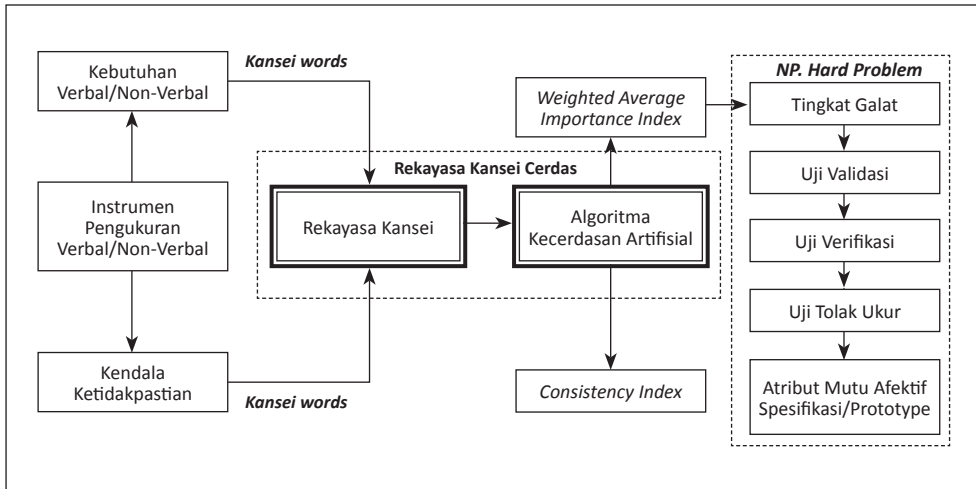 Kebutuhan
Verbal/Non-Verbal
Kansei words
Instrumen
Pengukuran
Verbal/Non-Verbal
Kendala
Ketidakpastian
Kansei words
Rekayasa Kansei Cerdas
Rekayasa Kansei
Algoritma
Kecerdasan Artifisial
Weighted Average
Importance Index
Consistency Index
NP. Hard Problem
Tingkat Galat
Uji Validasi
Uji Verifikasi
Uji Tolak Ukur
Atribut Mutu Afektif
Spesifikasi/Prototype